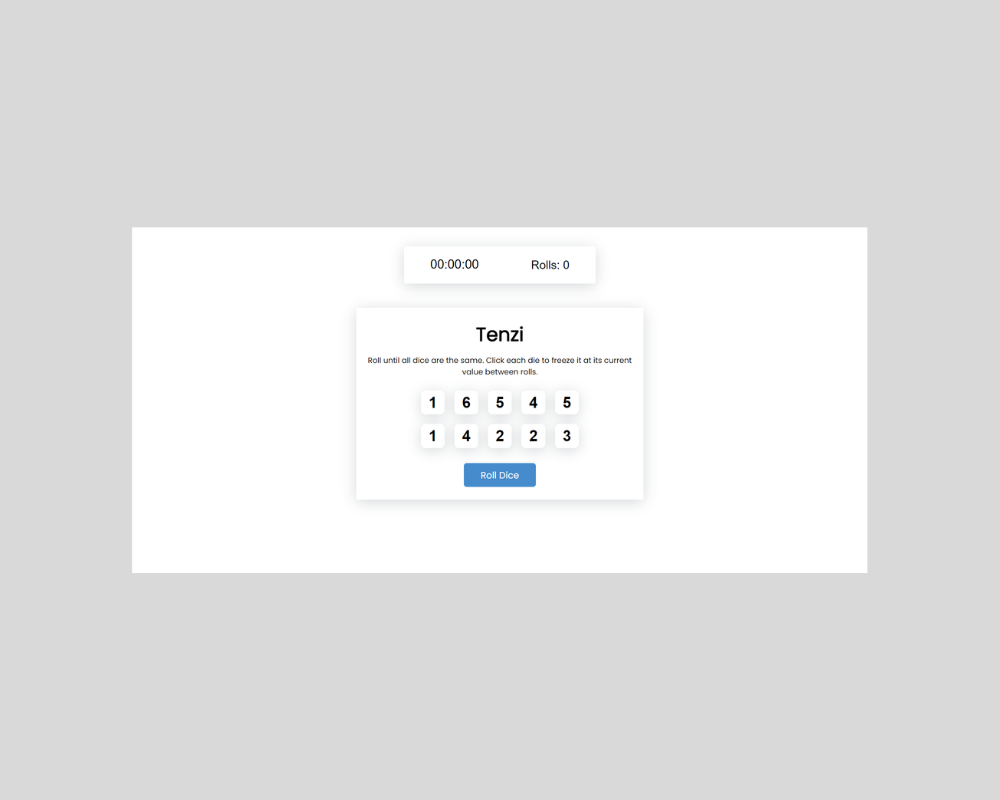 00:00:00 Rolls: 0
Tenzi
Roll until all dice are the same. Click each die to freeze it at its current
value between rolls.
1 6 5 4 5
1 4 2 2 3
Roll Dice